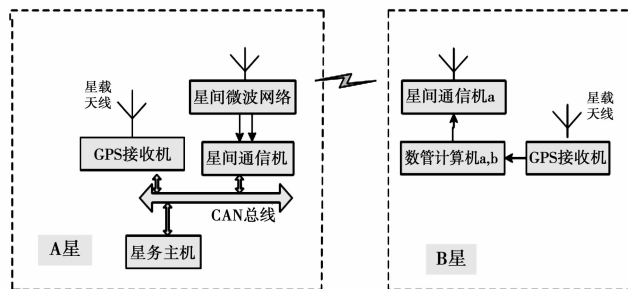 星载
天线
星间微波网络
GPS接收机
星间通信机
CAN总线
星务主机
A星
星间通信机a
星载
天线
数管计算机a,b
GPS接收机
B星